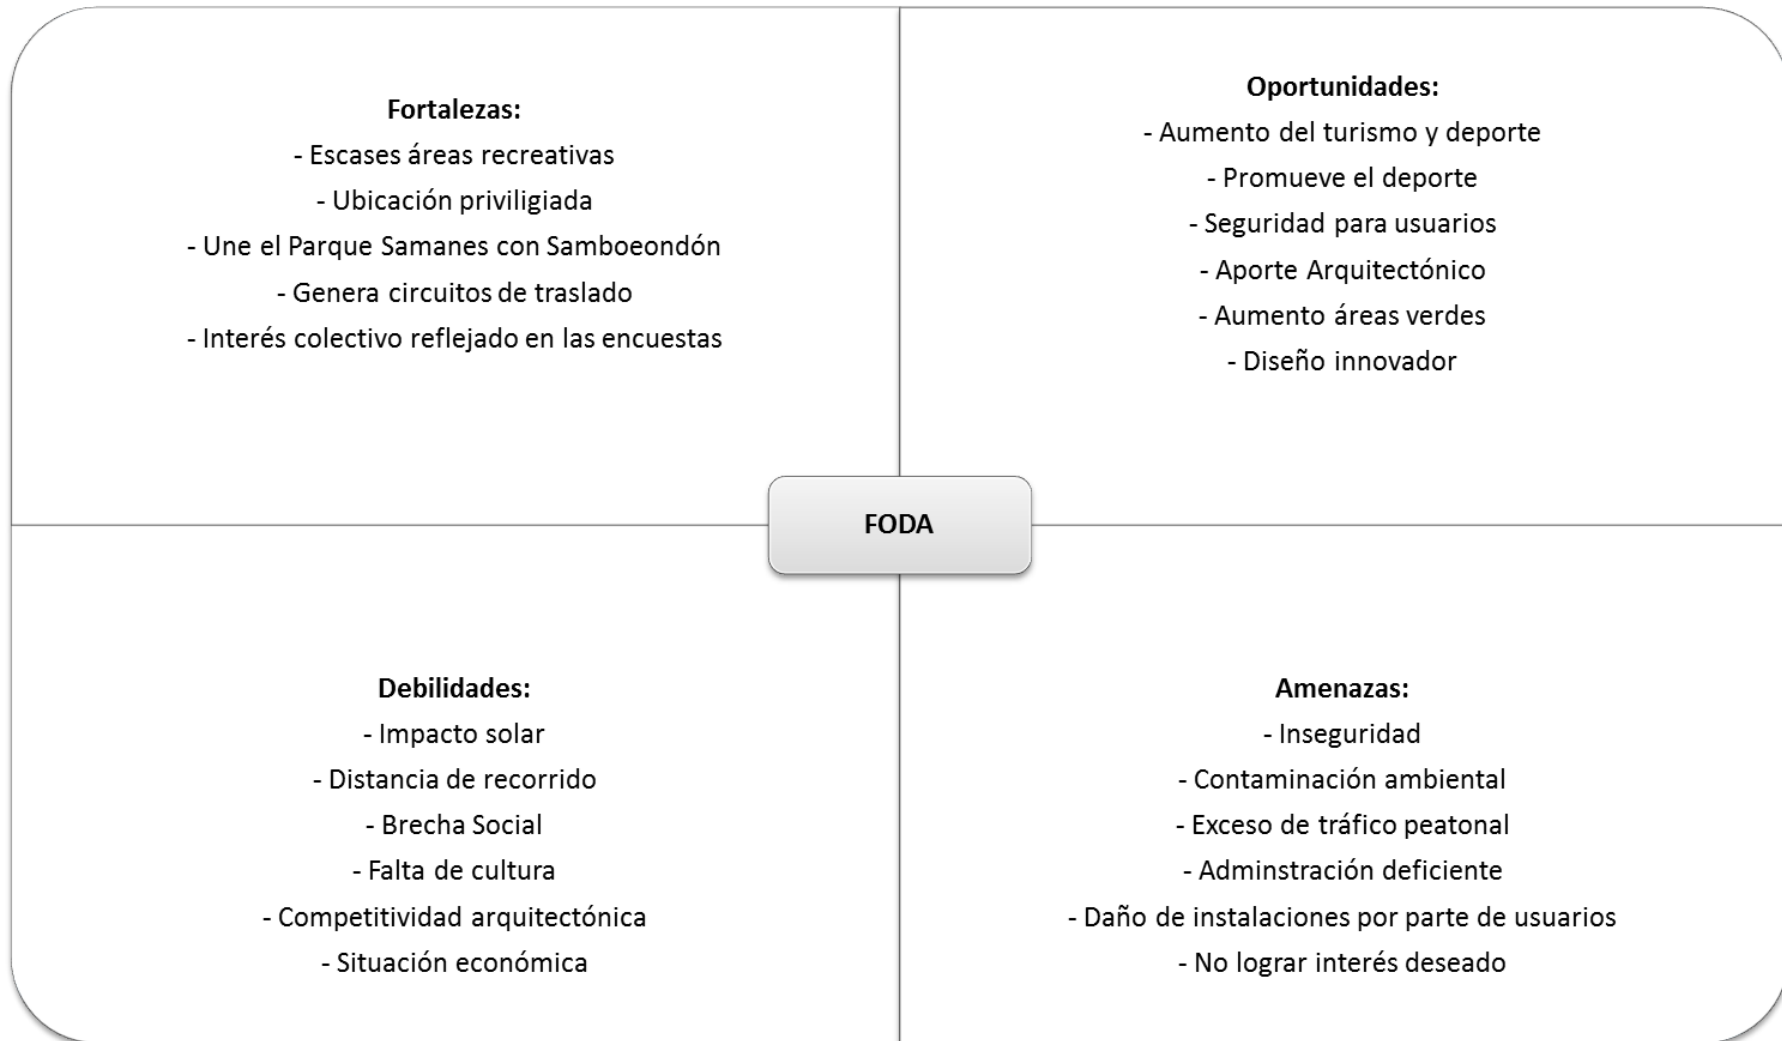 Fortalezas:
- Escases áreas recreativas
- Ubicación priviligiada
- Une el Parque Samanes con Samboeondón
- Genera circuitos de traslado
- Interés colectivo reflejado en las encuestas
Oportunidades:
- Aumento del turismo y deporte
- Promueve el deporte
- Seguridad para usuarios
- Aporte Arquitectónico
- Aumento áreas verdes
- Diseño innovador
FODA
Debilidades:
- Impacto solar
- Distancia de recorrido
- Brecha Social
- Falta de cultura
- Competitividad arquitectónica
- Situación económica
Amenazas:
- Inseguridad
- Contaminación ambiental
- Exceso de tráfico peatonal
- Adminstración deficiente
- Daño de instalaciones por parte de usuarios
- No lograr interés deseado